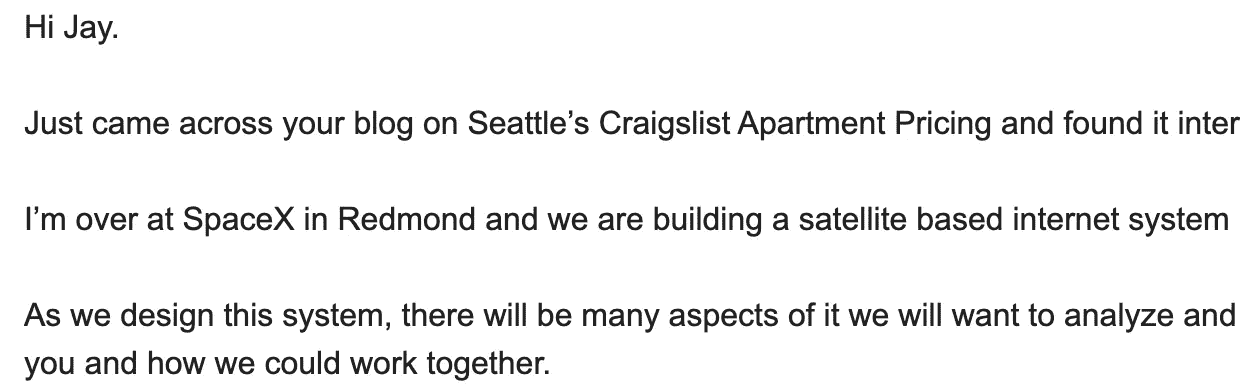 Hi Jay.
Just came across your blog on Seattle’s Craigslist Apartment Pricing and found it inter
I’m over at SpaceX in Redmond and we are building a satellite based internet system
As we design this system, there will be many aspects of it we will want to analyze and
you and how we could work together.